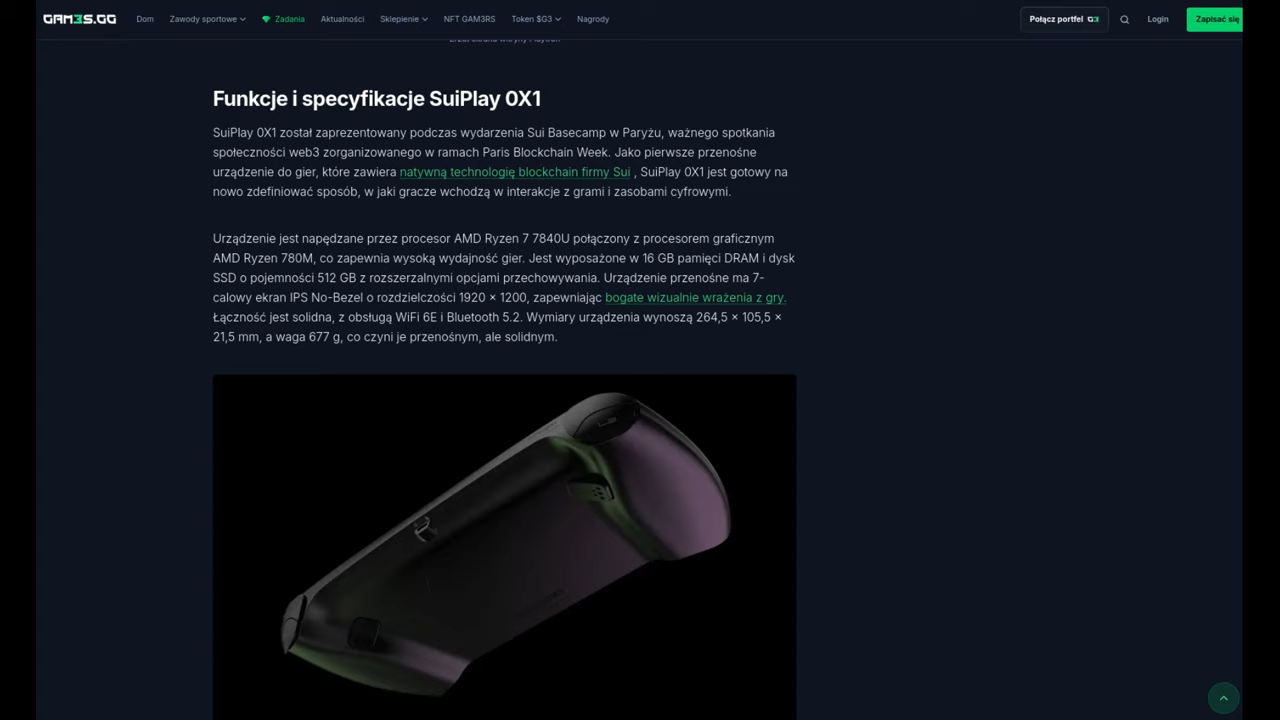 GAM3S.GG
Dom
Zawody sportowe
Zadania
Aktualności
Sklepienie
NFT GAM3RS
Token $G3
Nagrody
Połącz portfel G3
Login
Zapisać się
Funkcje i specyfikacje SuiPlay 0X1
SuiPlay 0X1 został zaprezentowany podczas wydarzenia Sui Basecamp w Paryżu, ważnego spotkania
społeczności web3 zorganizowanego w ramach Paris Blockchain Week. Jako pierwsze przenośne
urządzenie do gier, które zawiera natywną technologię blockchain firmy Sui , SuiPlay 0X1 jest gotowy na
nowo zdefiniować sposób, w jaki gracze wchodzą w interakcje z grami i zasobami cyfrowymi.
Urządzenie jest napędzane przez procesor AMD Ryzen 7 7840U połączony z procesorem graficznym
AMD Ryzen 780M, co zapewnia wysoką wydajność gier. Jest wyposażone w 16 GB pamięci DRAM i dysk
SSD o pojemności 512 GB z rozszerzalnymi opcjami przechowywania. Urządzenie przenośne ma 7-
calowy ekran IPS No-Bezel o rozdzielczości 1920 × 1200, zapewniając bogate wizualnie wrażenia z gry.
Łączność jest solidna, z obsługą WiFi 6E i Bluetooth 5.2. Wymiary urządzenia wynoszą 264,5 × 105,5 ×
21,5 mm, a waga 677 g, co czyni je przenośnym, ale solidnym.